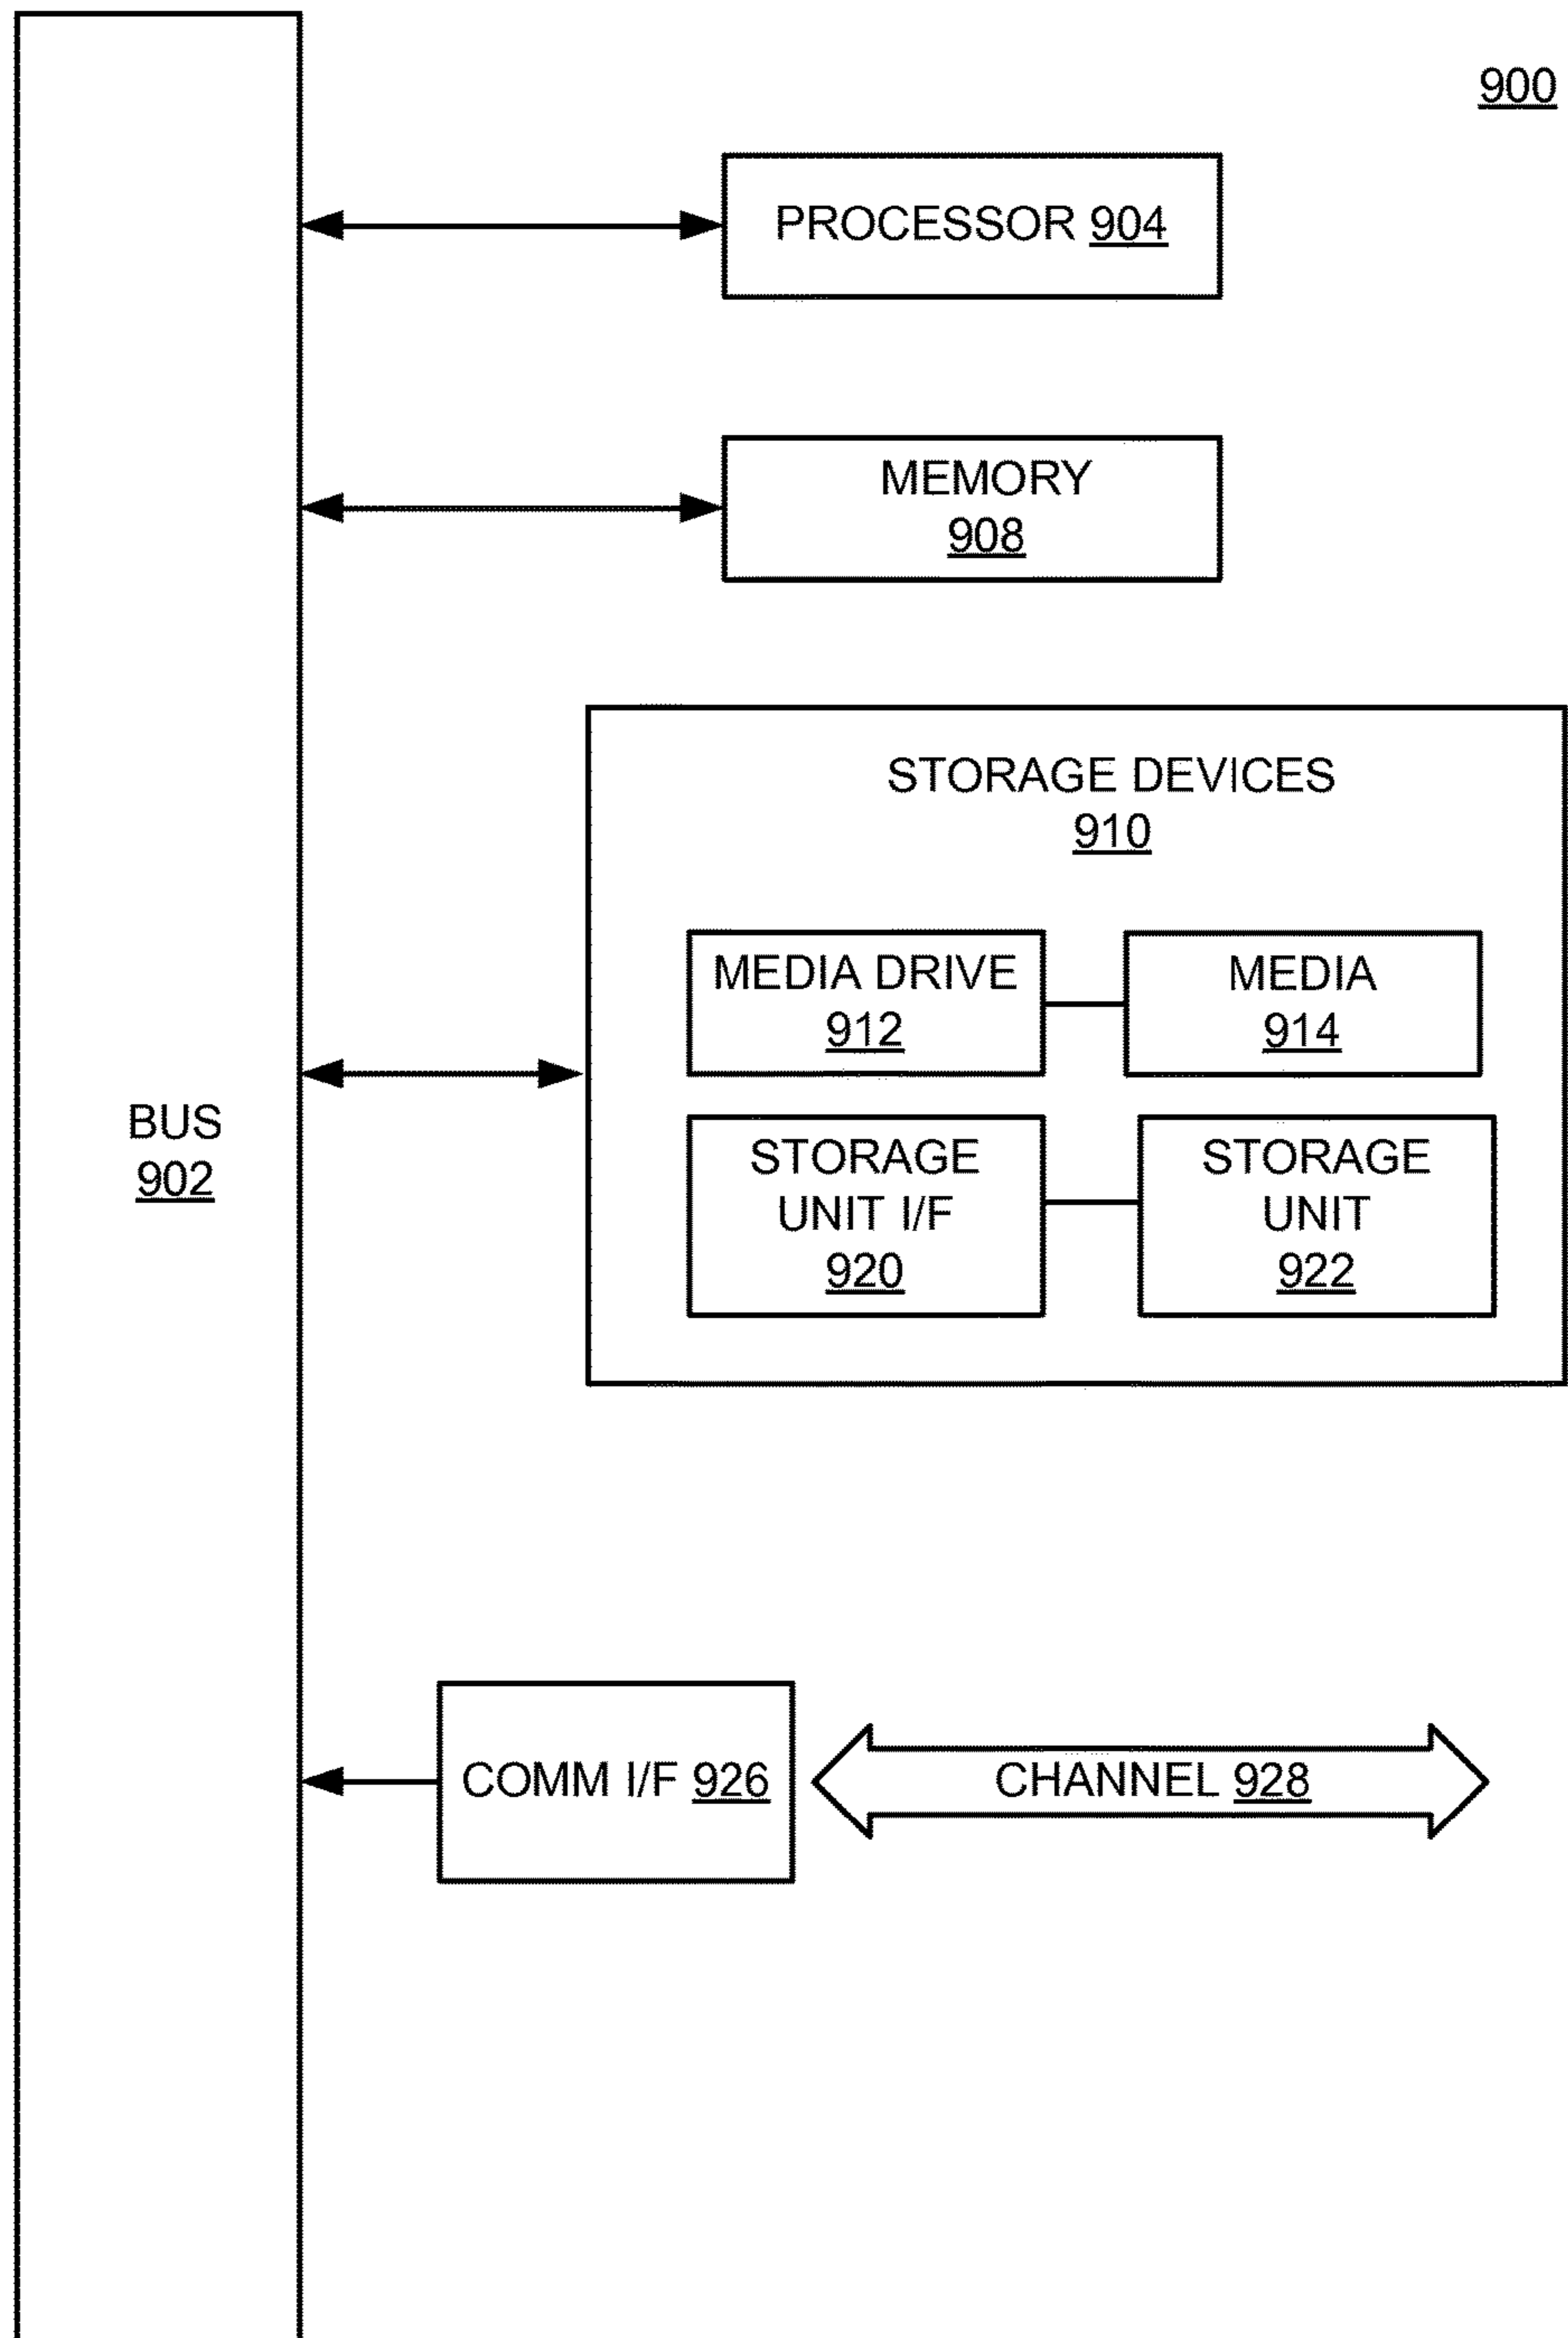 900
PROCESSOR 904
MEMORY
908
STORAGE DEVICES
910
MEDIA DRIVE
912
MEDIA
914
BUS
902
STORAGE
UNIT I/F
920
STORAGE
UNIT
922
COMM I/F 926
CHANNEL 928